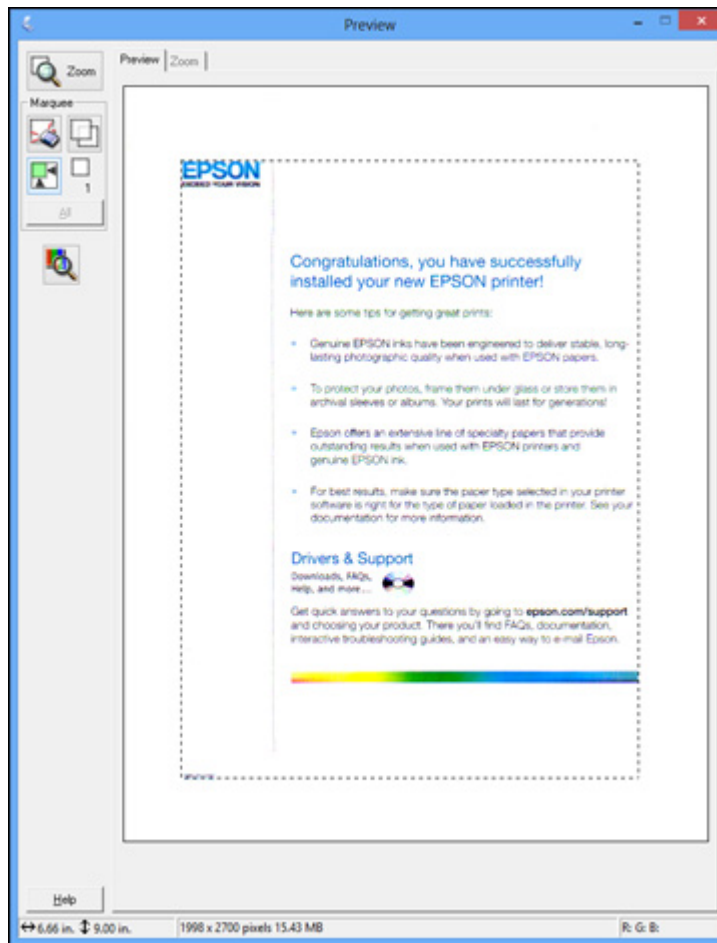 Preview
Zoom
Preview Zoom
Marquee
1
All
EPSON
EXCEED YOUR VISION
Congratulations, you have successfully
installed your new EPSON printer!
Here are some tips for getting great prints:
Genuine EPSON inks have been engineered to deliver stable, long-
lasting photographic quality when used with EPSON papers.
To protect your photos, frame them under glass or store them in
archival sleeves or albums. Your prints will last for generations!
Epson offers an extensive line of specialty papers that provide
outstanding results when used with EPSON printers and
genuine EPSON ink.
For best results, make sure the paper type selected in your printer
software is right for the type of paper loaded in the printer. See your
documentation for more information.
Drivers & Support
Downloads, FAQs,
Help, and more...
Get quick answers to your questions by going to epson.com/support
and choosing your product. There you'll find FAQs, documentation,
interactive troubleshooting guides, and an easy way to e-mail Epson.
Help
6.66 in. 9.00 in. 1998 x 2700 pixels 15.43 MB R: G: B: